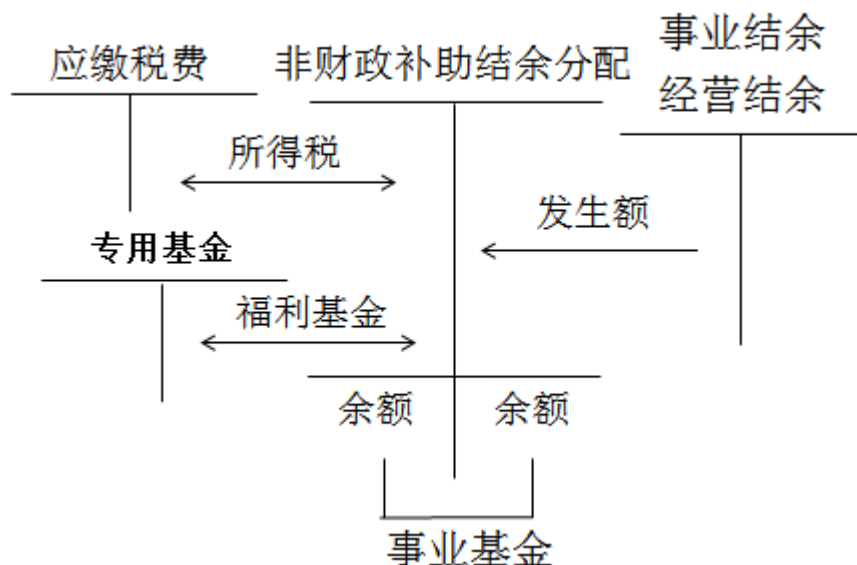 应缴税费
非财政补助结余分配
事业结余
经营结余
所得税
发生额
专用基金
福利基金
余额
余额
事业基金